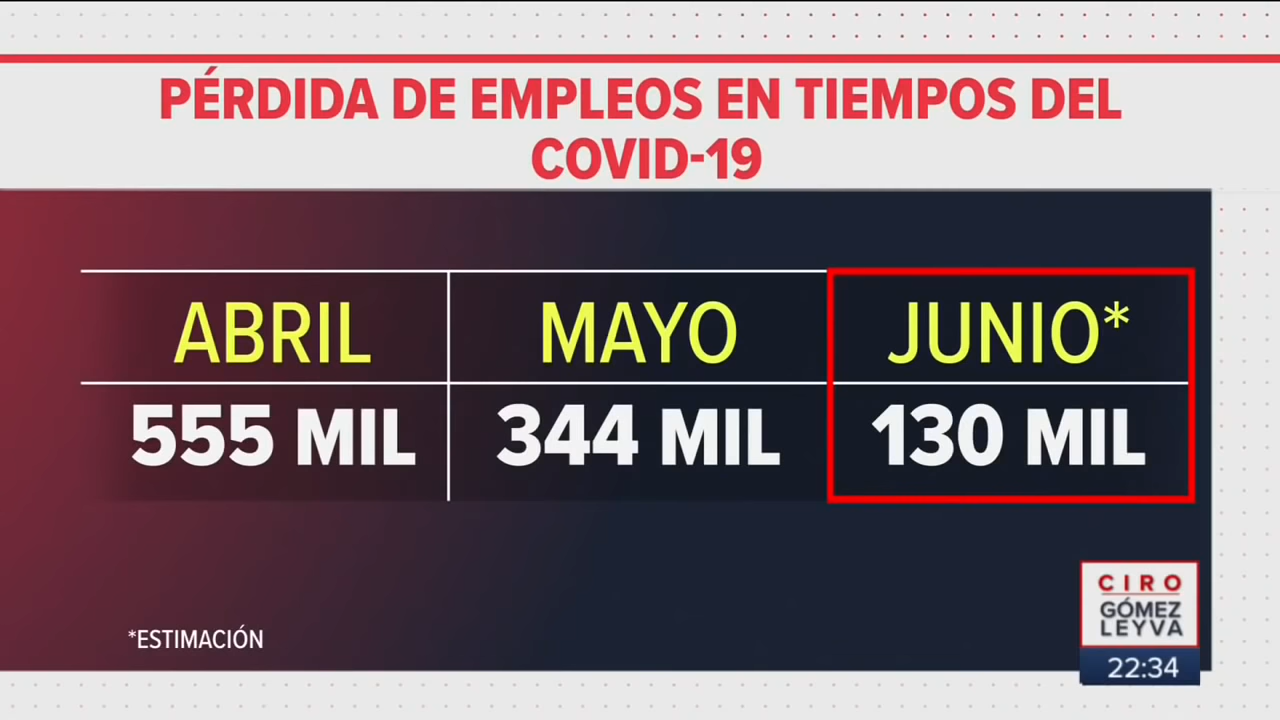 PÉRDIDA DE EMPLEOS EN TIEMPOS DEL
COVID-19
ABRIL MAYO JUNIO*
555 MIL 344 MIL 130 MIL
*ESTIMACIÓN
CIRO
GÓMEZ
LEYVA
22:34